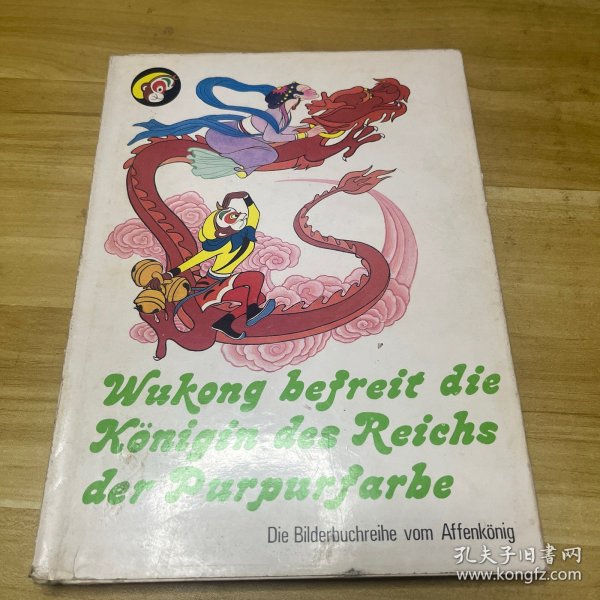 Wukong befreit die
Königin des Reichs
der Purpurfarbe
Die Bilderbuchreihe vom Affenkönig
孔夫子旧书网
www.kongfz.com